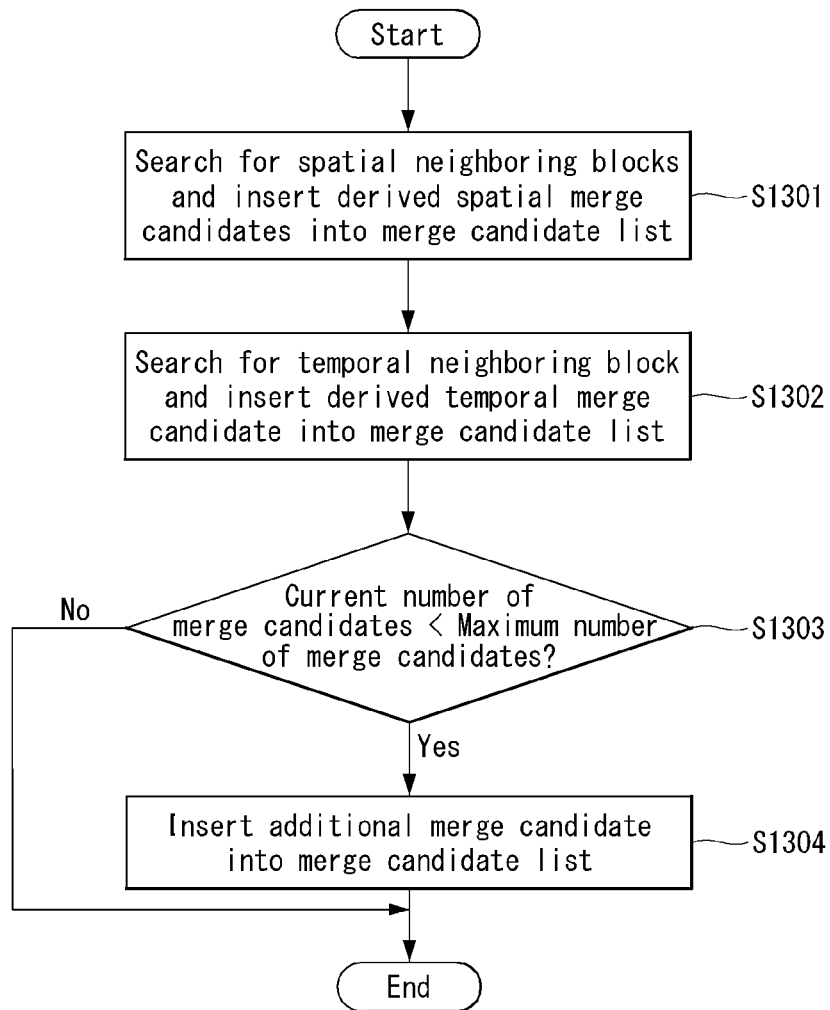 Start
Search for spatial neighboring blocks
and insert derived spatial merge
candidates into merge candidate list
S1301
Search for temporal neighboring block
and insert derived temporal merge
candidate into merge candidate list
S1302
Current number of
merge candidates < Maximum number
of merge candidates?
S1303
No
Yes
Insert additional merge candidate
into merge candidate list
S1304
End